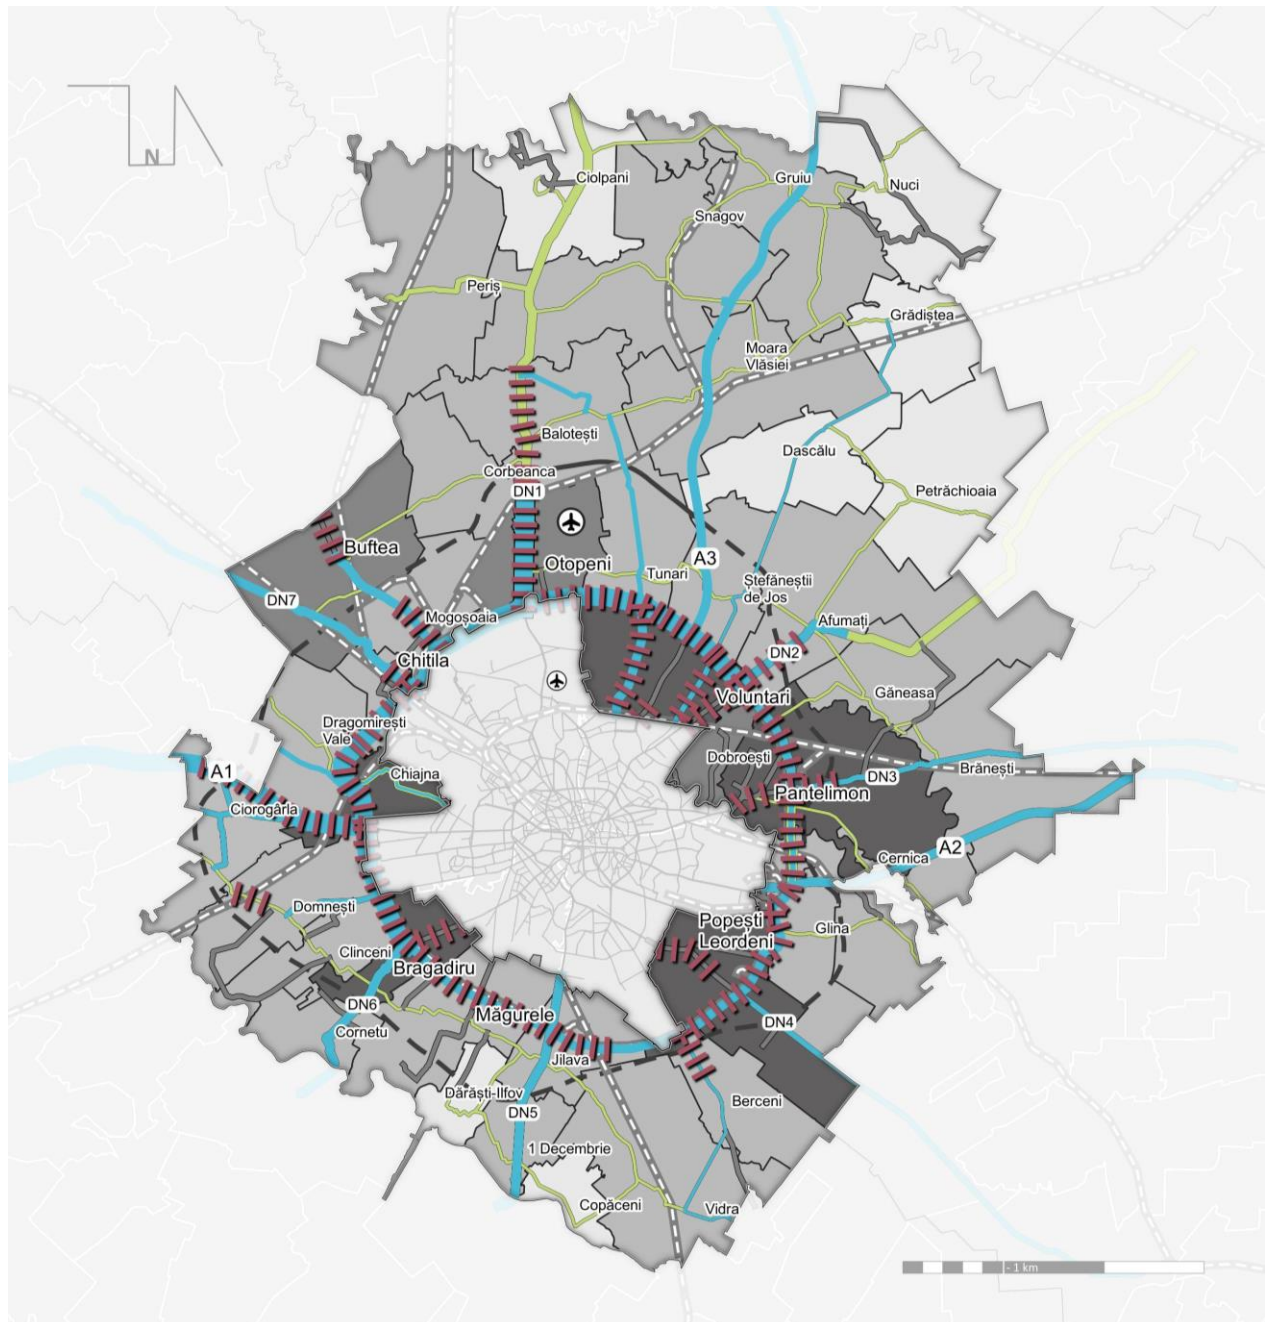 N
Ciolpani
Gruiu
Nuci
Snagov
Periș
Grădiștea
Moara
Vlăsiei
Balotești
Dascălu
Corbeanca
DN1
Petrăchioaia
Buftea
Otopeni
A3
Tunari
Ștefăneștii
de Jos
DN7
Mogoșoaia
Afumați
DN2
Chitila
Voluntari
Găneasa
Dragomirești
Vale
Dobroești
A1
Chiajna
DN3
Brănești
Pantelimon
Ciorogârla
A2
Cernica
Domnești
Popești
Leordeni
Glina
Clinceni
Bragadiru
DN6
Măgurele
DN4
Cornetu
Jilava
Dărăști-Ilfov
DN5
Berceni
1 Decembrie
Copăceni
Vidra
- 1 km